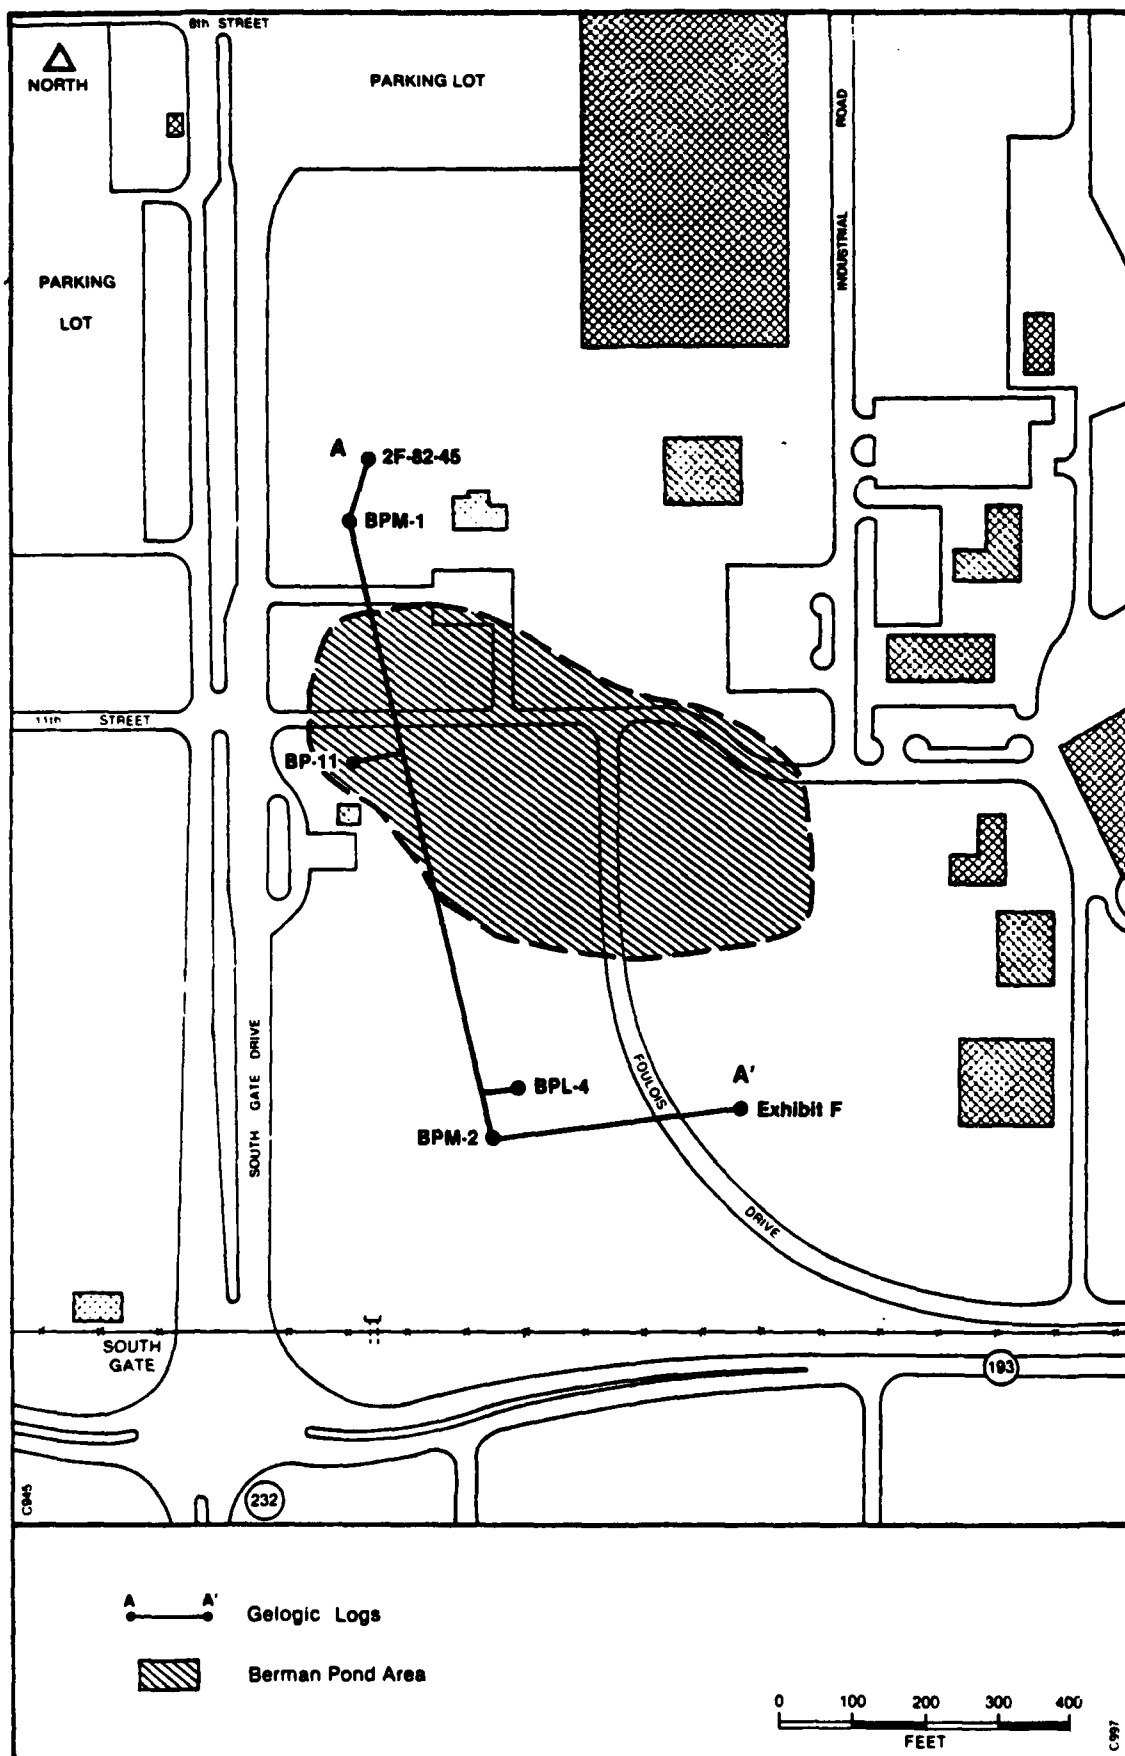 8th STREET
NORTH
PARKING LOT
INDUSTRIAL ROAD
PARKING
LOT
A
2F-82-45
BPM-1
11th STREET
BP-11
SOUTH GATE DRIVE
FOULOIS
DRIVE
BPL-4
A'
Exhibit F
BPM-2
SOUTH
GATE
193
232
C945
A A'
Gelogic Logs
Berman Pond Area
0 100 200 300 400
FEET
C997